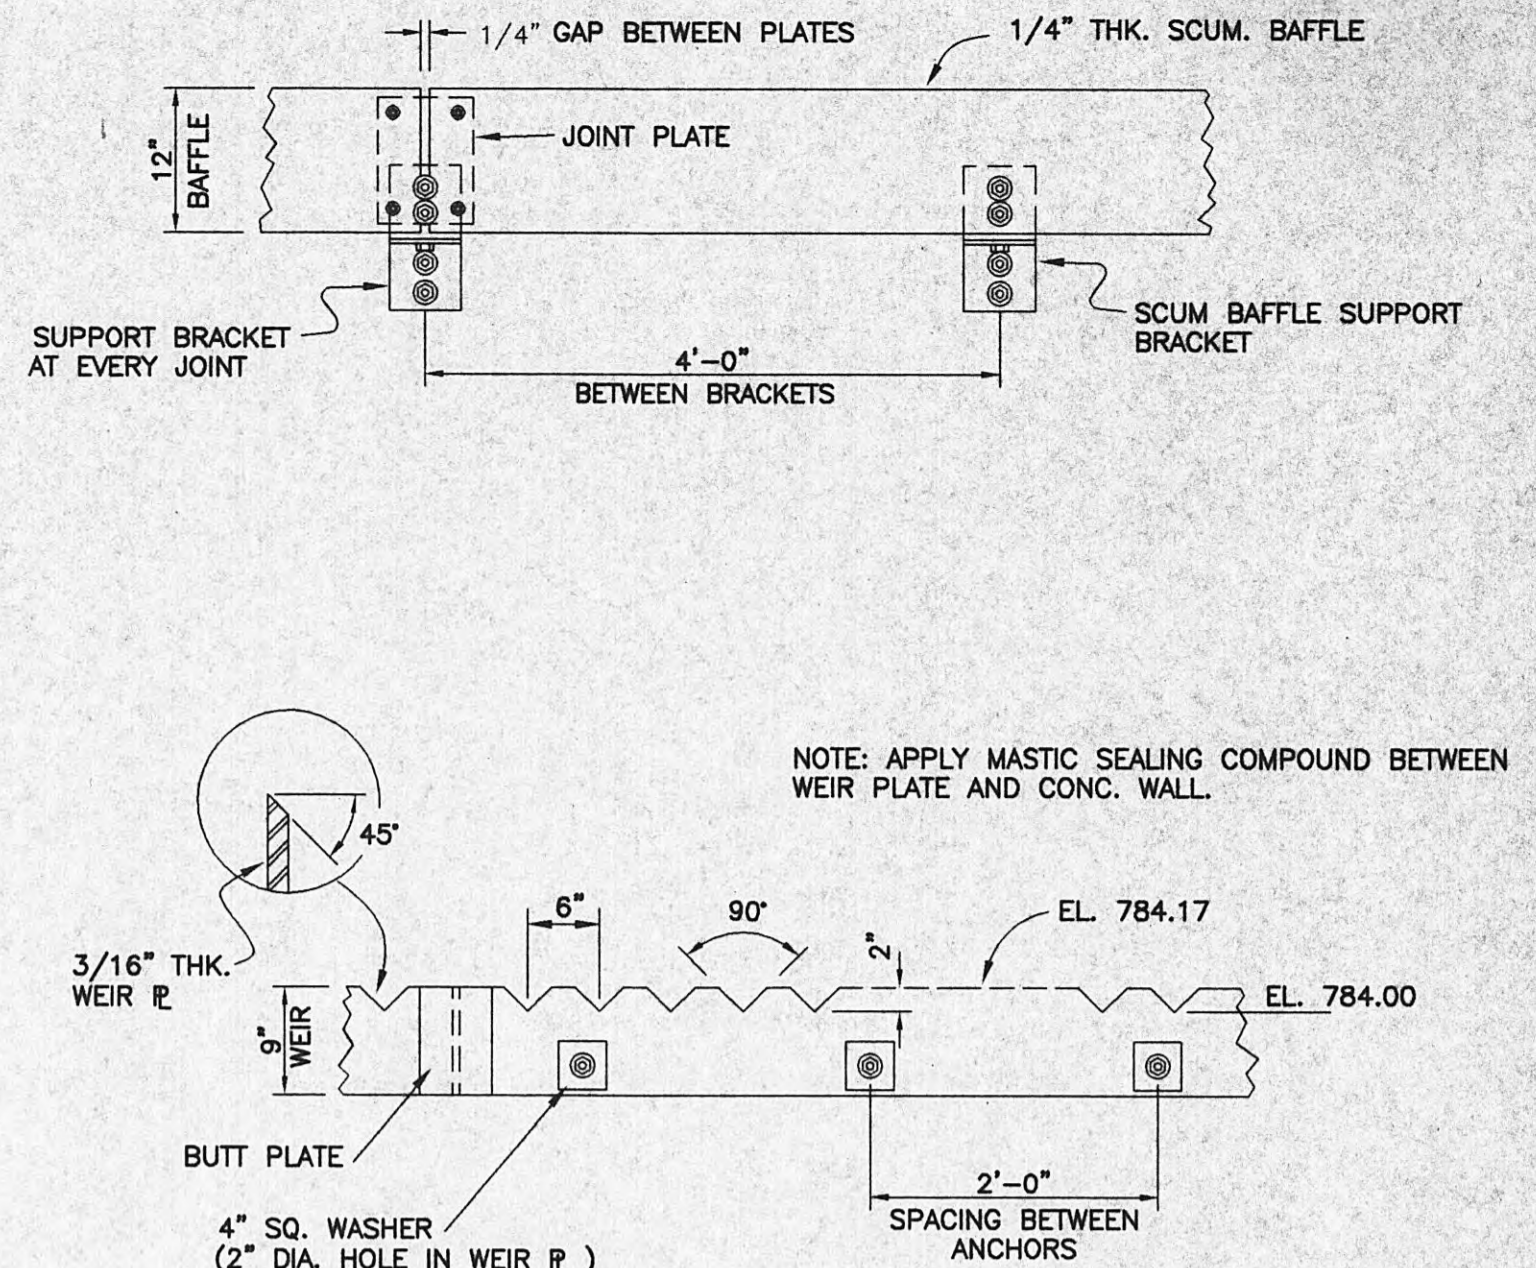 1/4" GAP BETWEEN PLATES
1/4" THK. SCUM. BAFFLE
12"
BAFFLE
JOINT PLATE
SUPPORT BRACKET
AT EVERY JOINT
SCUM BAFFLE SUPPORT
BRACKET
4'-0"
BETWEEN BRACKETS
NOTE: APPLY MASTIC SEALING COMPOUND BETWEEN
WEIR PLATE AND CONC. WALL.
45°
3/16" THK.
WEIR ⅊
6"
90°
2"
EL. 784.17
EL. 784.00
9"
WEIR
BUTT PLATE
4" SQ. WASHER
(2" DIA. HOLE IN WEIR ⅊ )
2'-0"
SPACING BETWEEN
ANCHORS